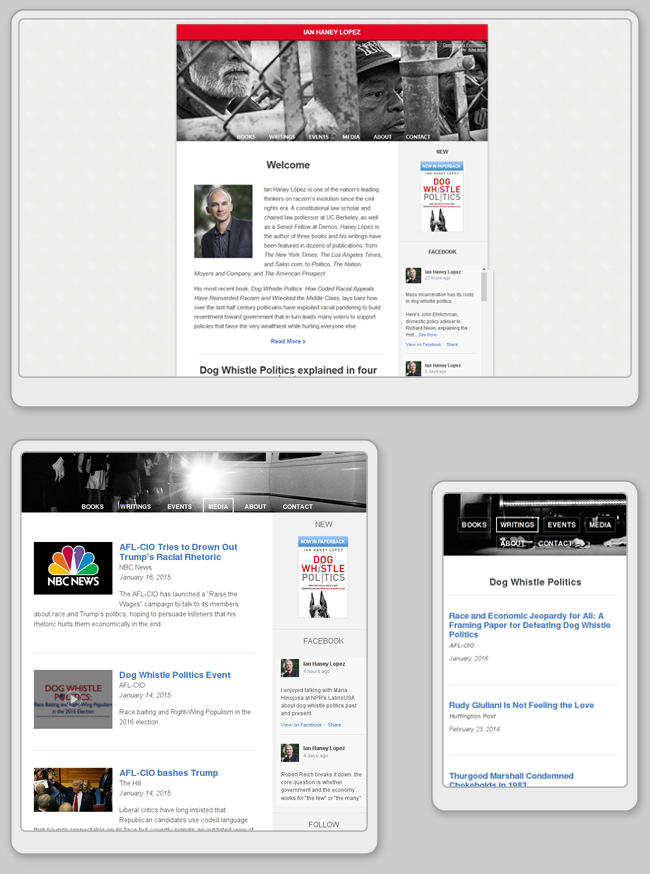 IAN HANEY LOPEZ
BOOKS WRITINGS EVENTS MEDIA ABOUT CONTACT
Welcome
Ian Haney López is one of the nation's leading
thinkers on racism's evolution since the civil
rights era. A constitutional law scholar and
chaired law professor at UC Berkeley, as well
as a Senior Fellow at Demos, Haney López is
the author of three books and his writings have
been featured in dozens of publications, from
The New York Times, The Los Angeles Times,
and Salon.com, to Politico, The Nation,
Moyers and Company, and The American Prospect.
His most recent book, Dog Whistle Politics: How Coded Racial Appeals
Have Reinvented Racism and Wrecked the Middle Class, lays bare how
over the last half century politicians have exploited racial pandering to build
resentment toward government that in turn leads many voters to support
policies that favor the very wealthiest while hurting everyone else.
Read More
Dog Whistle Politics explained in four
NEW
NOW IN PAPERBACK
IAN HANEY LÓPEZ
DOG
WHISTLE
POLITICS
FACEBOOK
Ian Haney Lopez
23 hours ago
Mass incarceration has its roots
in dog whistle politics.
Here's John Ehrlichman,
domestic policy adviser to
Richard Nixon, explaining the
See More
View on Facebook · Share
Ian Haney Lopez
5 days ago
BOOKS WRITINGS EVENTS MEDIA ABOUT CONTACT
NBC NEWS
AFL-CIO Tries to Drown Out
Trump's Racial Rhetoric
NBC News
January 16, 2015
The AFL-CIO has launched a "Raise the
Wages" campaign to talk to its members
about race and Trump's politics, hoping to persuade listeners that his
rhetoric hurts them economically in the end.
DOG WHISTLE
POLITICS:
Race Baiting and Right-Wing Populism in
the 2016 Election
Dog Whistle Politics Event
AFL-CIO
January 14, 2015
Race baiting and Right-Wing Populism in the
2016 election.
AFL-CIO bashes Trump
The Hill
January 14, 2015
Liberal critics have long insisted that
Republican candidates use coded language
that sounds respectable on its face but covertly signals an outdated view of
NEW
NOW IN PAPERBACK
IAN HANEY LÓPEZ
DOG
WHISTLE
POLITICS
FACEBOOK
Ian Haney Lopez
4 hours ago
I enjoyed talking with Maria
Hinojosa at NPR's LatinoUSA
about dog whistle politics past
and present.
View on Facebook · Share
Ian Haney Lopez
4 days ago
Robert Reich breaks it down: the
core question is whether
government and the economy
works for "the few" or "the many."
FOLLOW
BOOKS WRITINGS EVENTS MEDIA
ABOUT CONTACT
Dog Whistle Politics
Race and Economic Jeopardy for All: A
Framing Paper for Defeating Dog Whistle
Politics
AFL-CIO
January, 2016
Rudy Giuliani Is Not Feeling the Love
Huffington Post
February 23, 2014
Thurgood Marshall Condemned
Chokeholds in 1983